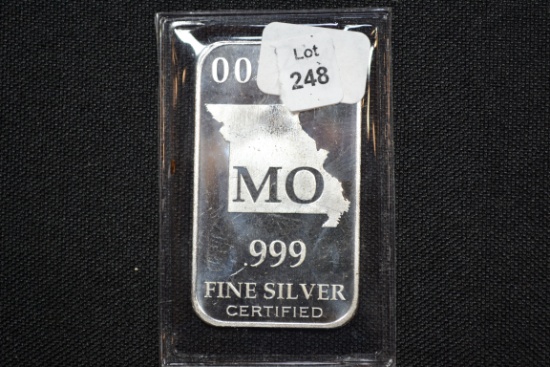 Lot
248
00
MO
.999
FINE SILVER
CERTIFIED